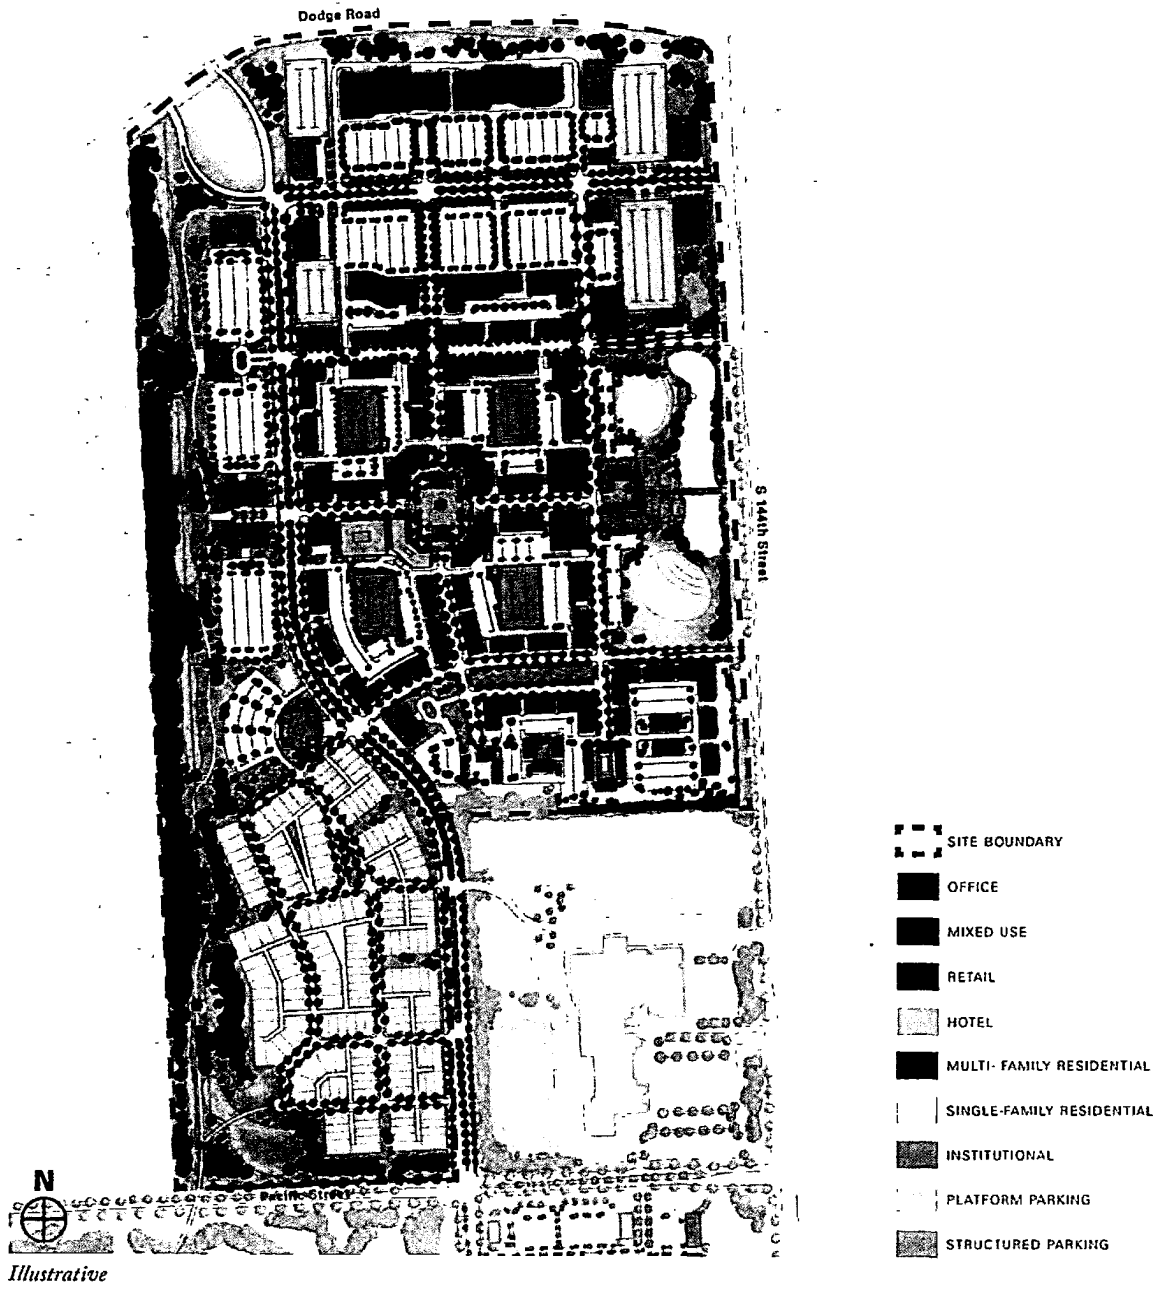 Dodge Road
S 144th Street
SITE BOUNDARY
OFFICE
MIXED USE
RETAIL
HOTEL
MULTI- FAMILY RESIDENTIAL
SINGLE-FAMILY RESIDENTIAL
INSTITUTIONAL
PLATFORM PARKING
STRUCTURED PARKING
N
Pacific Street
Illustrative